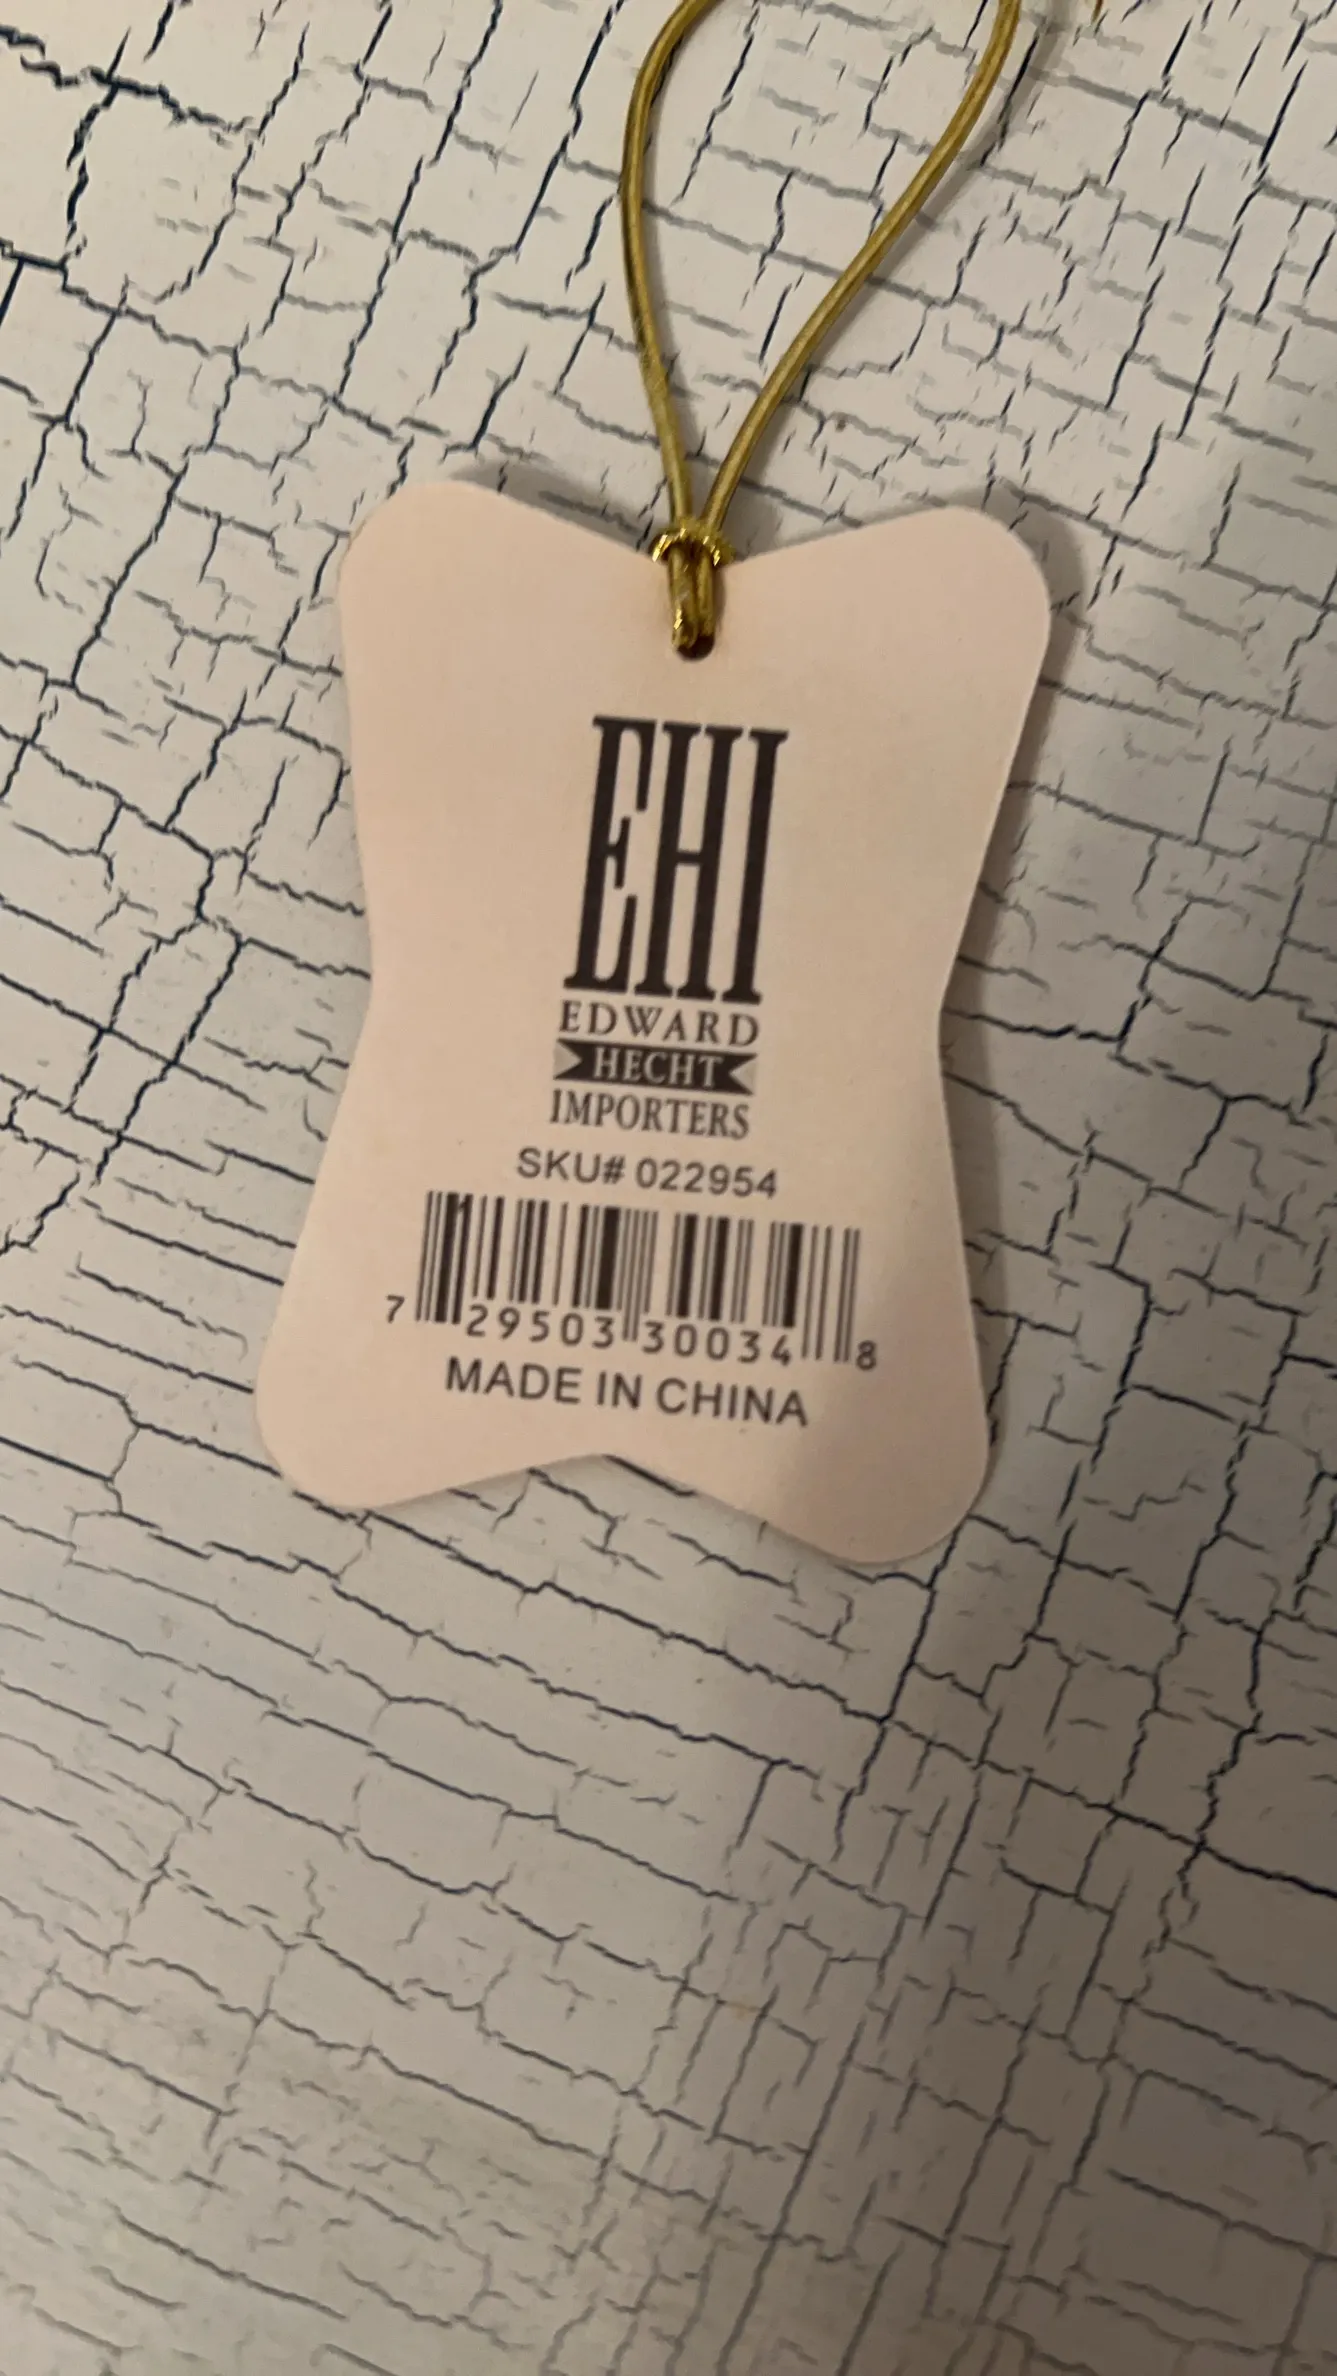 EHI
EDWARD
HECHT
IMPORTERS
SKU# 022954
7 29503 30034 8
MADE IN CHINA